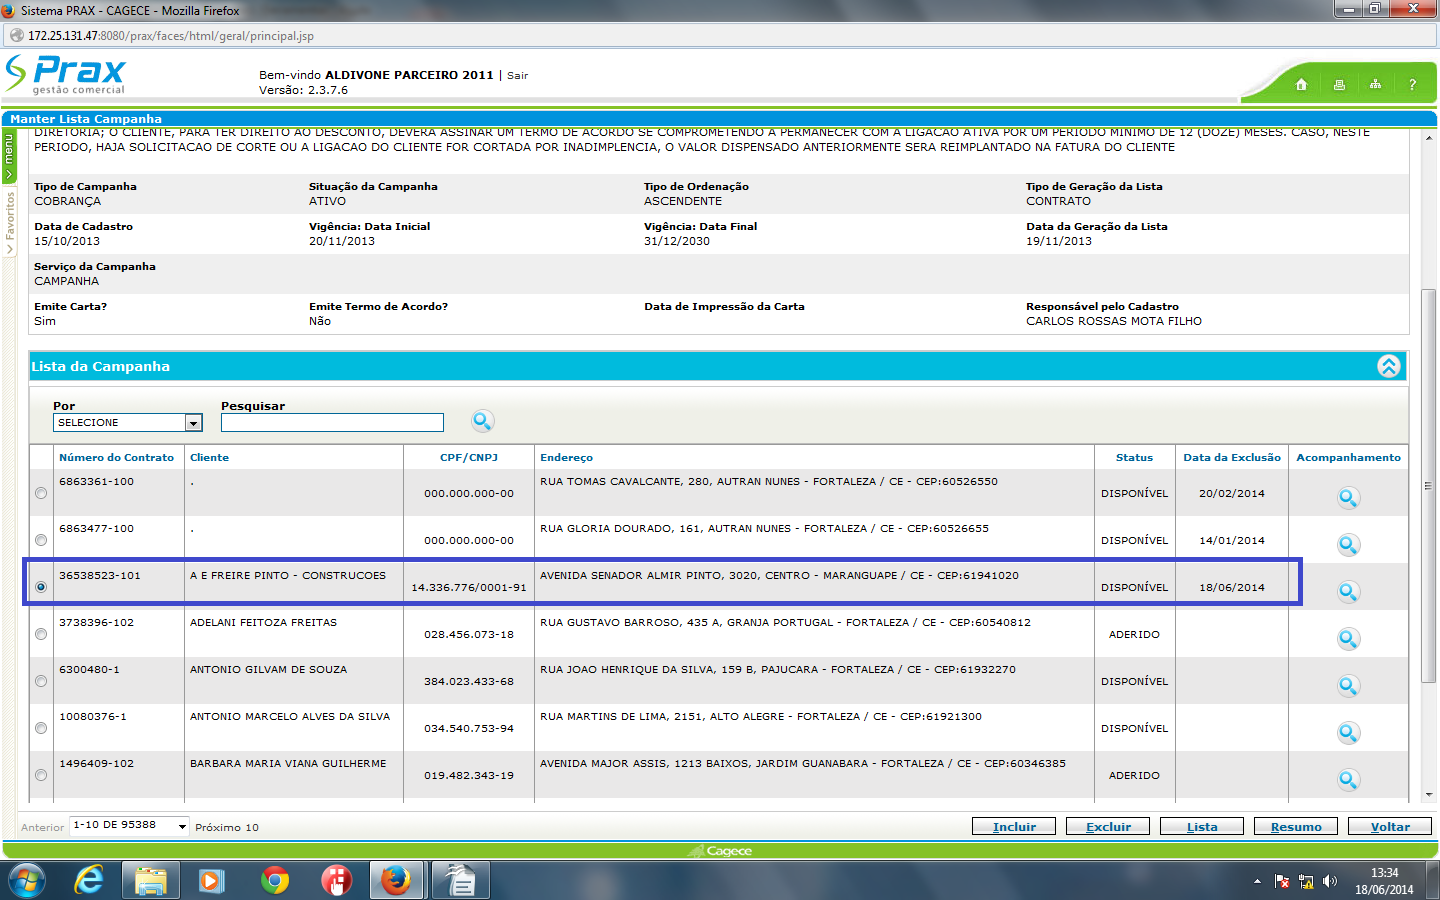 Sistema PRAX - CAGECE - Mozilla Firefox
172.25.131.47:8080/prax/faces/html/geral/principal.jsp
Prax
gestão comercial
Bem-vindo ALDIVONE PARCEIRO 2011 | Sair
Versão: 2.3.7.6
?
Manter Lista Campanha
menu
Favoritos
DIRETORIA; O CLIENTE, PARA TER DIREITO AO DESCONTO, DEVERA ASSINAR UM TERMO DE ACORDO SE COMPROMETENDO A PERMANECER COM A LIGACAO ATIVA POR UM PERIODO MINIMO DE 12 (DOZE) MESES. CASO, NESTE
PERIODO, HAJA SOLICITACAO DE CORTE OU A LIGACAO DO CLIENTE FOR CORTADA POR INADIMPLENCIA, O VALOR DISPENSADO ANTERIORMENTE SERA REIMPLANTADO NA FATURA DO CLIENTE
Tipo de Campanha Situação da Campanha Tipo de Ordenação Tipo de Geração da Lista
COBRANÇA ATIVO ASCENDENTE CONTRATO
Data de Cadastro Vigência: Data Inicial Vigência: Data Final Data da Geração da Lista
15/10/2013 20/11/2013 31/12/2030 19/11/2013
Serviço da Campanha
CAMPANHA
Emite Carta? Emite Termo de Acordo? Data de Impressão da Carta Responsável pelo Cadastro
Sim Não CARLOS ROSSAS MOTA FILHO
Lista da Campanha
Por Pesquisar
SELECIONE
Número do Contrato Cliente CPF/CNPJ Endereço Status Data da Exclusão Acompanhamento
6863361-100 . 000.000.000-00 RUA TOMAS CAVALCANTE, 280, AUTRAN NUNES - FORTALEZA / CE - CEP:60526550 DISPONÍVEL 20/02/2014
6863477-100 . 000.000.000-00 RUA GLORIA DOURADO, 161, AUTRAN NUNES - FORTALEZA / CE - CEP:60526655 DISPONÍVEL 14/01/2014
36538523-101 A E FREIRE PINTO - CONSTRUCOES 14.336.776/0001-91 AVENIDA SENADOR ALMIR PINTO, 3020, CENTRO - MARANGUAPE / CE - CEP:61941020 DISPONÍVEL 18/06/2014
3738396-102 ADELANI FEITOZA FREITAS 028.456.073-18 RUA GUSTAVO BARROSO, 435 A, GRANJA PORTUGAL - FORTALEZA / CE - CEP:60540812 ADERIDO
6300480-1 ANTONIO GILVAM DE SOUZA 384.023.433-68 RUA JOAO HENRIQUE DA SILVA, 159 B, PAJUCARA - FORTALEZA / CE - CEP:61932270 DISPONÍVEL
10080376-1 ANTONIO MARCELO ALVES DA SILVA 034.540.753-94 RUA MARTINS DE LIMA, 2151, ALTO ALEGRE - FORTALEZA / CE - CEP:61921300 DISPONÍVEL
1496409-102 BARBARA MARIA VIANA GUILHERME 019.482.343-19 AVENIDA MAJOR ASSIS, 1213 BAIXOS, JARDIM GUANABARA - FORTALEZA / CE - CEP:60346385 ADERIDO
Anterior 1-10 DE 95388 Próximo 10 Incluir Excluir Lista Resumo Voltar
Cagece
13:34
18/06/2014